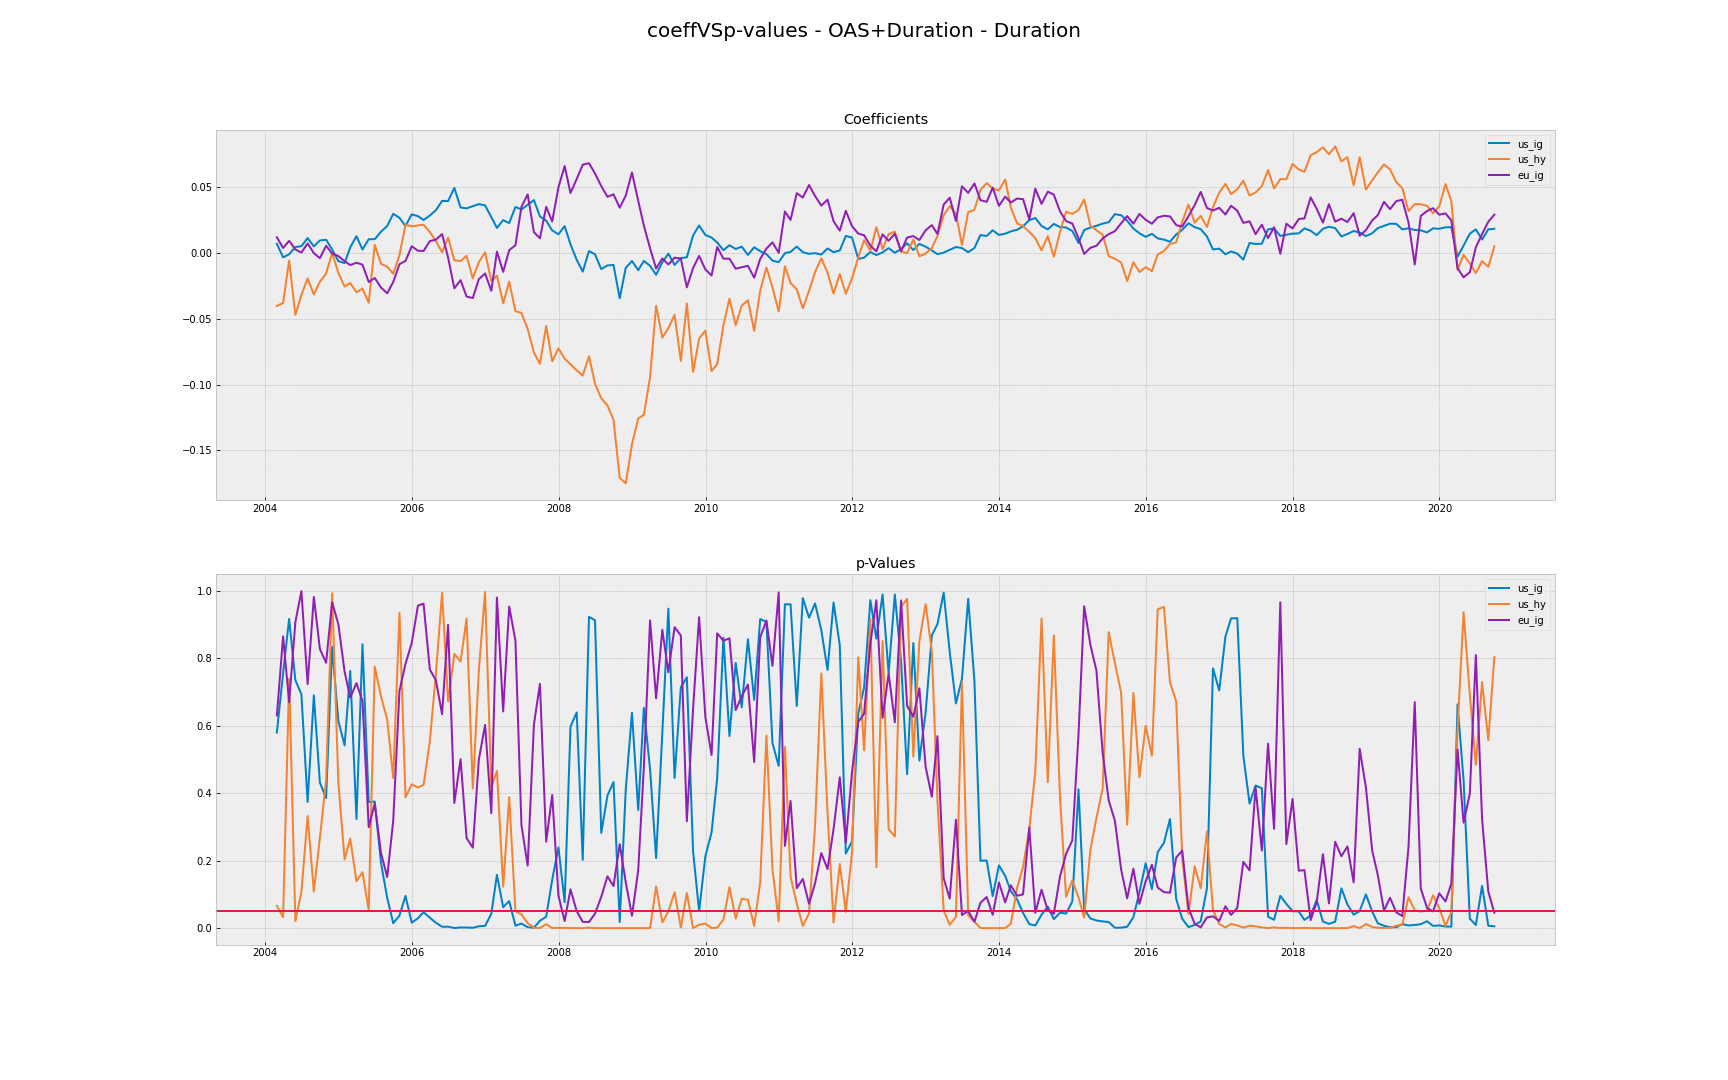 coeffVSp-values - OAS+Duration - Duration
Coefficients
us_ig
us_hy
eu_ig
0.05
0.00
−0.05
−0.10
−0.15
2004 2006 2008 2010 2012 2014 2016 2018 2020
p-Values
us_ig
us_hy
eu_ig
1.0
0.8
0.6
0.4
0.2
0.0
2004 2006 2008 2010 2012 2014 2016 2018 2020